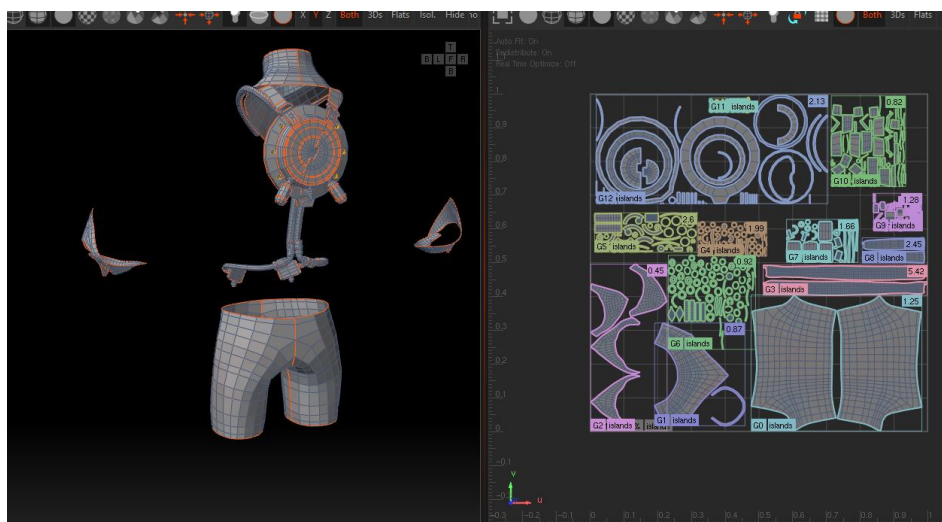 X Y Z Both 3Ds Flats Isol. Hide no
Both 3Ds Flats
T
B L F R
B
Auto Fit: On
Redistribute: On
Real Time Optimize: Off
1.
0.9
0.8
0.7
0.6
0.5
0.4
0.3
0.2
0.1
0.
-0.1
G11 islands
2.13
0.82
G12 islands
G10 islands
2.6
1.99
1.66
1.28
G9 islands
G5 islands
G4 islands
G7 islands
2.45
G8 islands
0.45
0.92
5.42
G3 islands
1.25
0.87
G6 islands
G2 islands
G1 islands
G0 islands
v
u
-0.3 -0.2 -0.1 0. 0.1 0.2 0.3 0.4 0.5 0.6 0.7 0.8 0.9 1